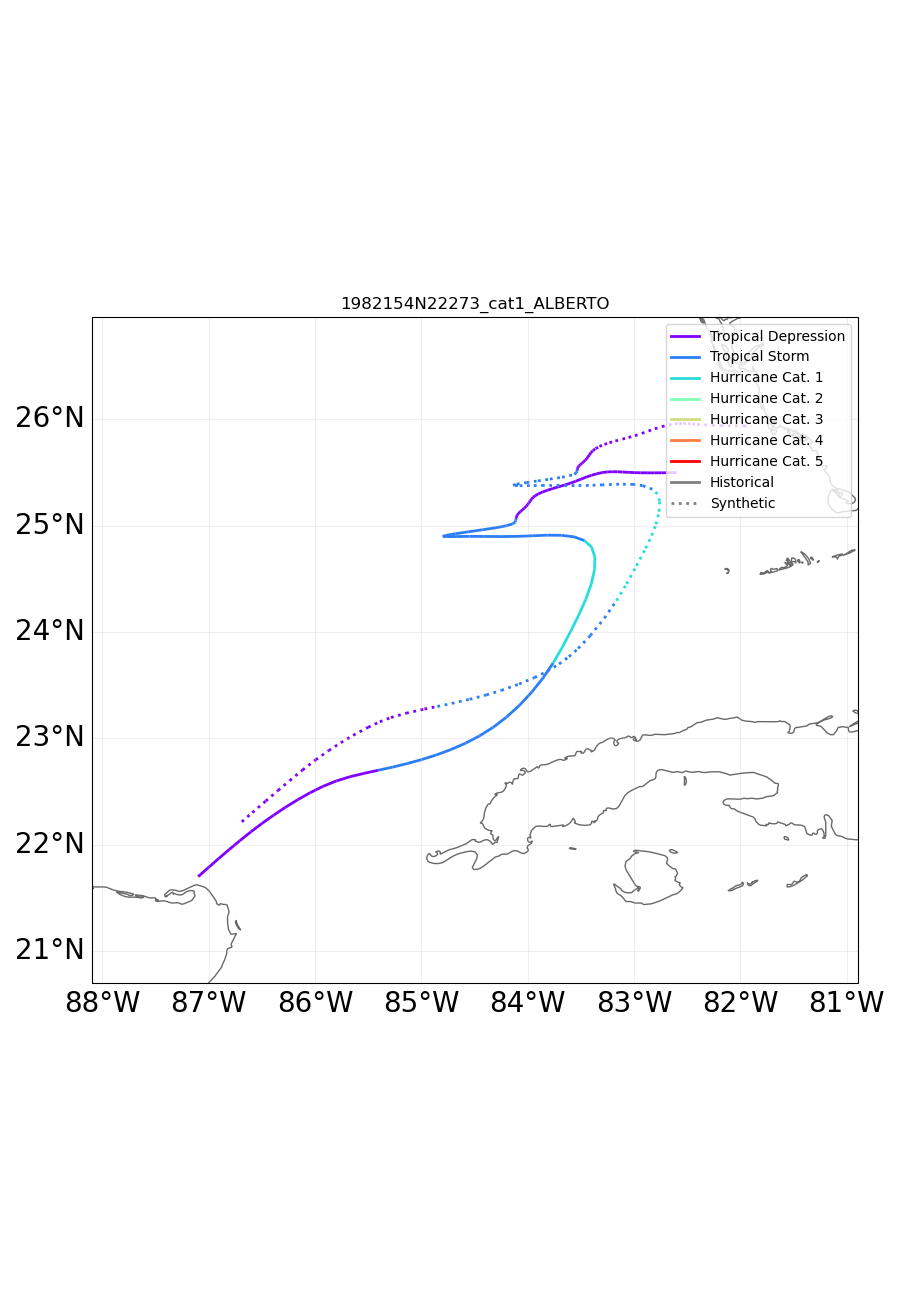 1982154N22273_cat1_ALBERTO
Tropical Depression
Tropical Storm
Hurricane Cat. 1
Hurricane Cat. 2
Hurricane Cat. 3
Hurricane Cat. 4
Hurricane Cat. 5
Historical
Synthetic
26°N
25°N
24°N
23°N
22°N
21°N
88°W 87°W 86°W 85°W 84°W 83°W 82°W 81°W